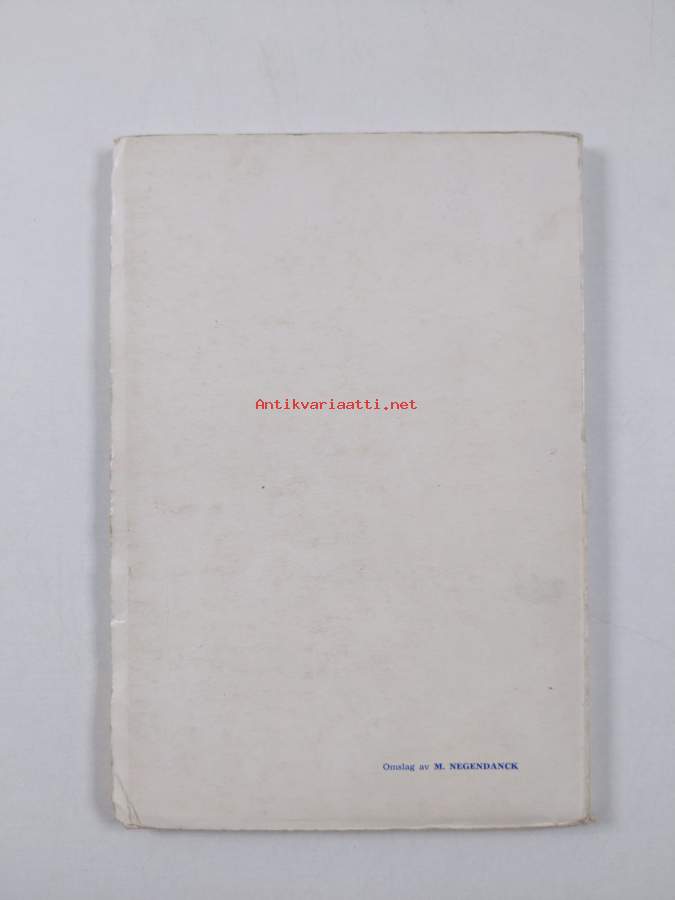 Antikvariaatti.net
Omslag av M. NEGENDANCK